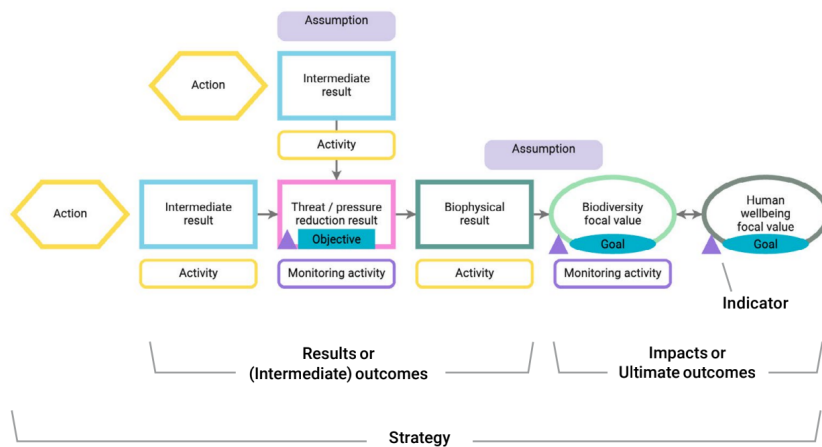 Assumption
Action
Intermediate
result
Activity
Assumption
Action
Intermediate
result
Threat / pressure
reduction result
Objective
Biophysical
result
Biodiversity
focal value
Goal
Human
wellbeing
focal value
Goal
Activity
Monitoring activity
Activity
Monitoring activity
Indicator
Results or
(Intermediate) outcomes
Impacts or
Ultimate outcomes
Strategy